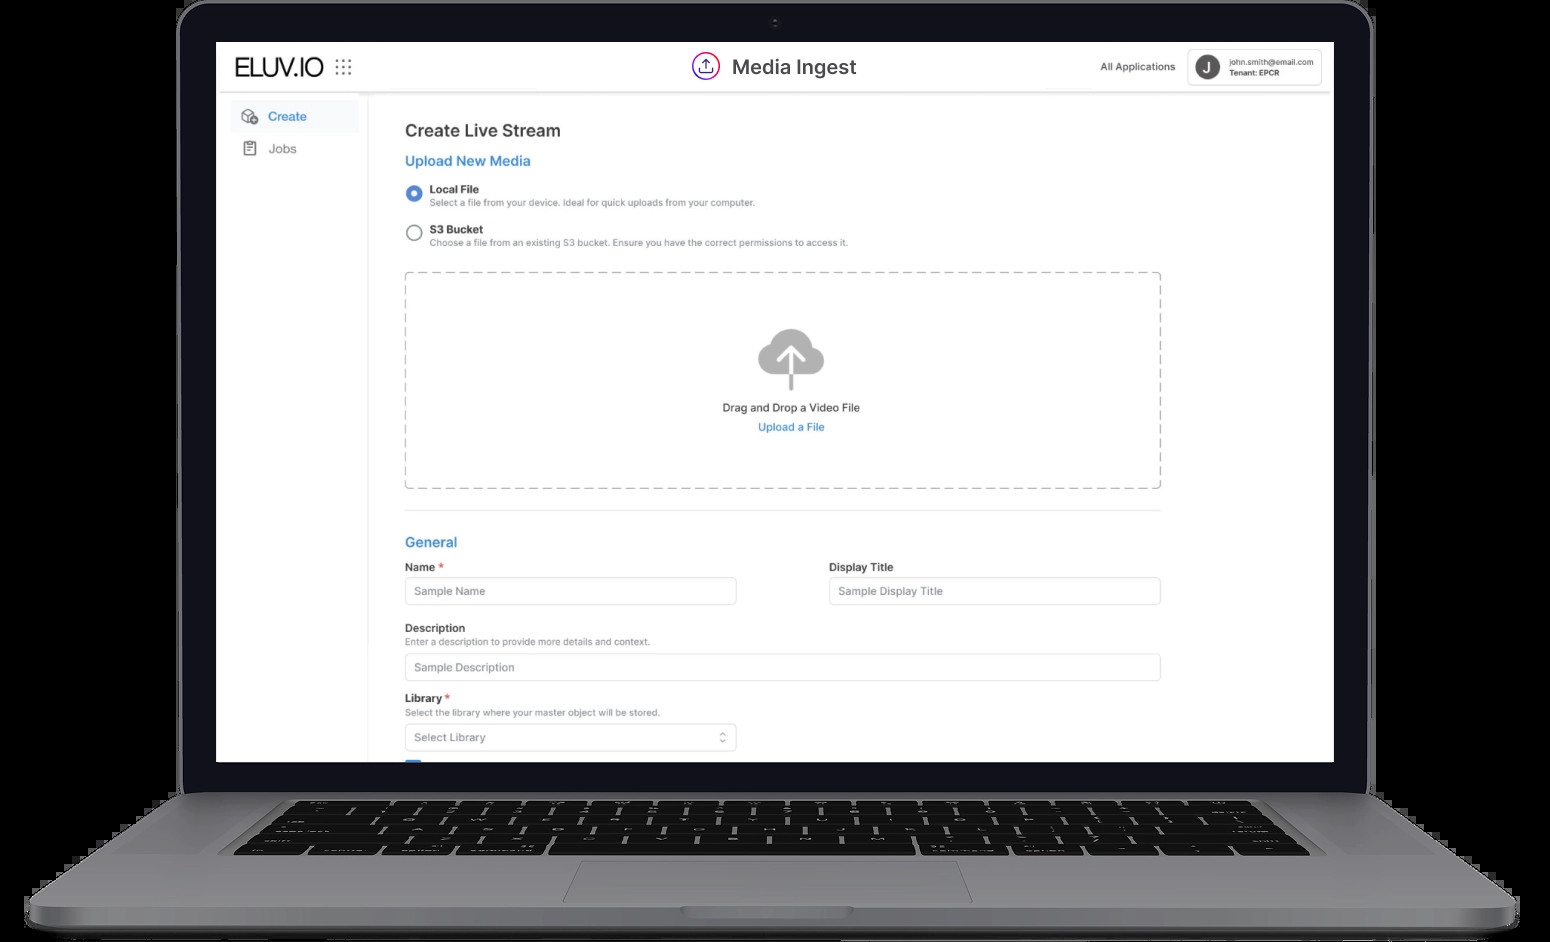 ELUV.IO
Media Ingest
All Applications
J
john.smith@email.com
Tenant: EPCR
Create
Jobs
Create Live Stream
Upload New Media
Local File
Select a file from your device. Ideal for quick uploads from your computer.
S3 Bucket
Choose a file from an existing S3 bucket. Ensure you have the correct permissions to access it.
Drag and Drop a Video File
Upload a File
General
Name *
Display Title
Sample Name
Sample Display Title
Description
Enter a description to provide more details and context.
Sample Description
Library *
Select the library where your master object will be stored.
Select Library